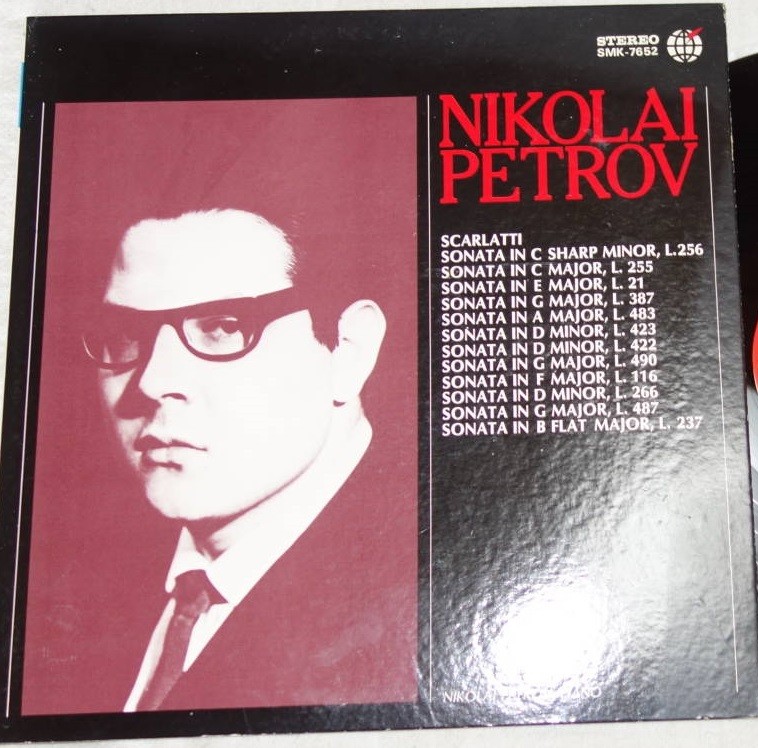 STEREO
SMK-7652
NIKOLAI
PETROV
SCARLATTI
SONATA IN C SHARP MINOR, L.256
SONATA IN C MAJOR, L. 255
SONATA IN E MAJOR, L. 21
SONATA IN G MAJOR, L. 387
SONATA IN A MAJOR, L. 483
SONATA IN D MINOR, L. 423
SONATA IN D MINOR, L. 422
SONATA IN G MAJOR, L. 490
SONATA IN F MAJOR, L. 116
SONATA IN D MINOR, L. 266
SONATA IN G MAJOR, L. 487
SONATA IN B FLAT MAJOR, L. 237
NIKOLAI